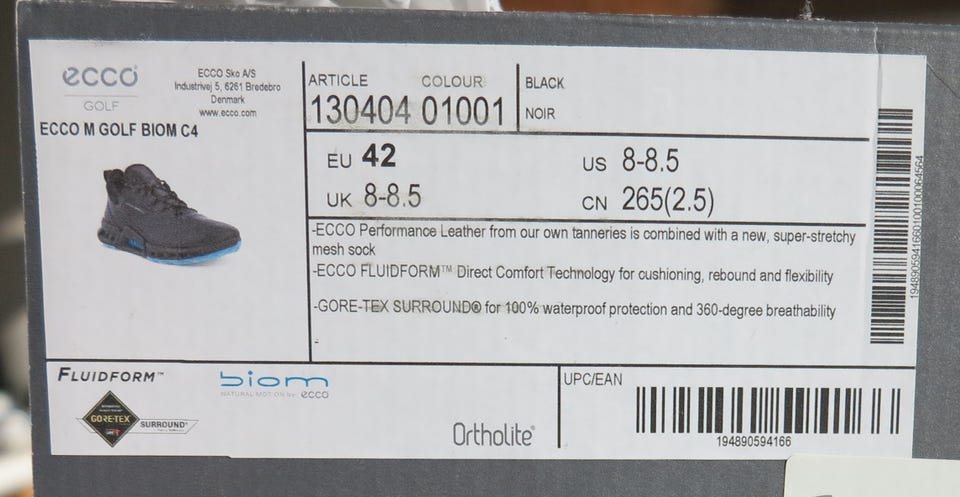 ecco
GOLF
ECCO Sko A/S
Industrivej 5, 6261 Bredebro
Denmark
www.ecco.com
ECCO M GOLF BIOM C4
ARTICLE COLOUR
130404 01001
BLACK
NOIR
EU 42
US 8-8.5
UK 8-8.5
CN 265(2.5)
-ECCO Performance Leather from our own tanneries is combined with a new, super-stretchy
mesh sock
-ECCO FLUIDFORM™ Direct Comfort Technology for cushioning, rebound and flexibility
-GORE-TEX SURROUND® for 100% waterproof protection and 360-degree breathability
-
FLUIDFORM™
biom
NATURAL MOTION by ecco
GORE-TEX
SURROUND®
Ortholite®
UPC/EAN
194890594166